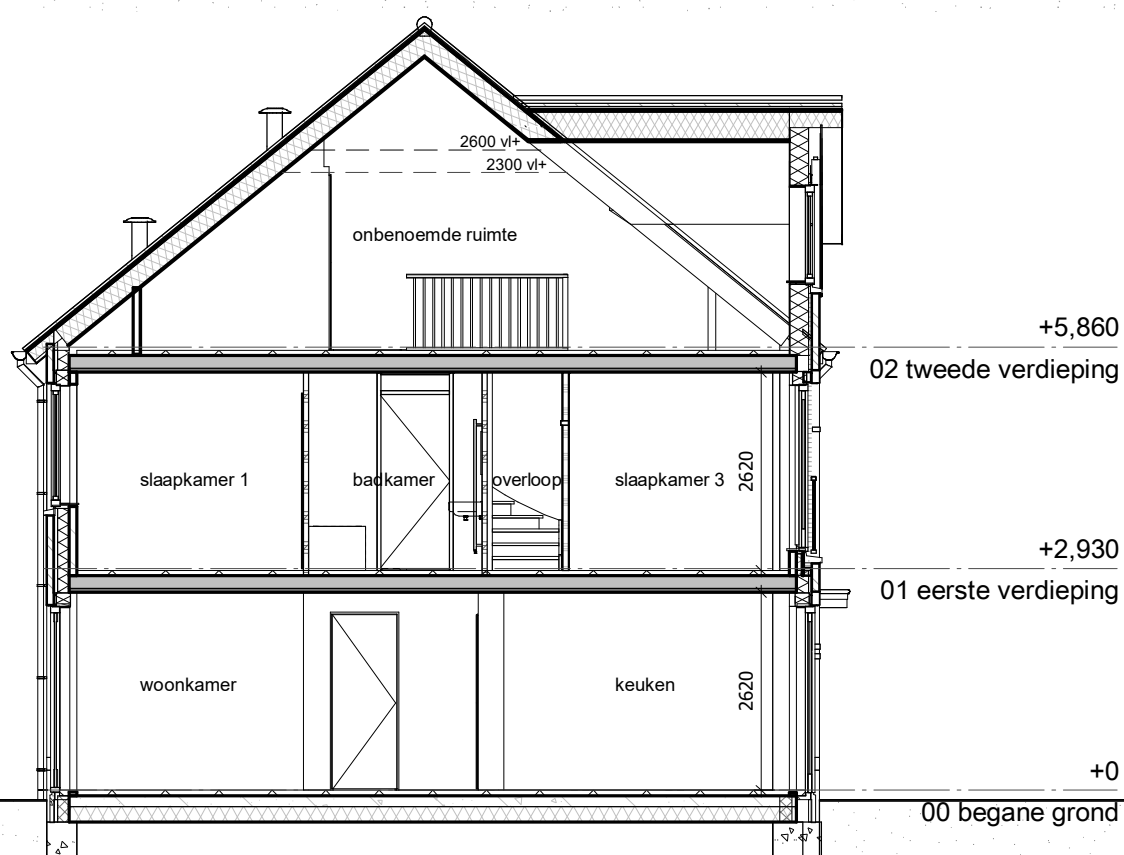 2600 vl+
2300 vl+
onbenoemde ruimte
+5,860
02 tweede verdieping
slaapkamer 1
badkamer
overloop
slaapkamer 3
2620
+2,930
01 eerste verdieping
woonkamer
keuken
2620
+0
00 begane grond